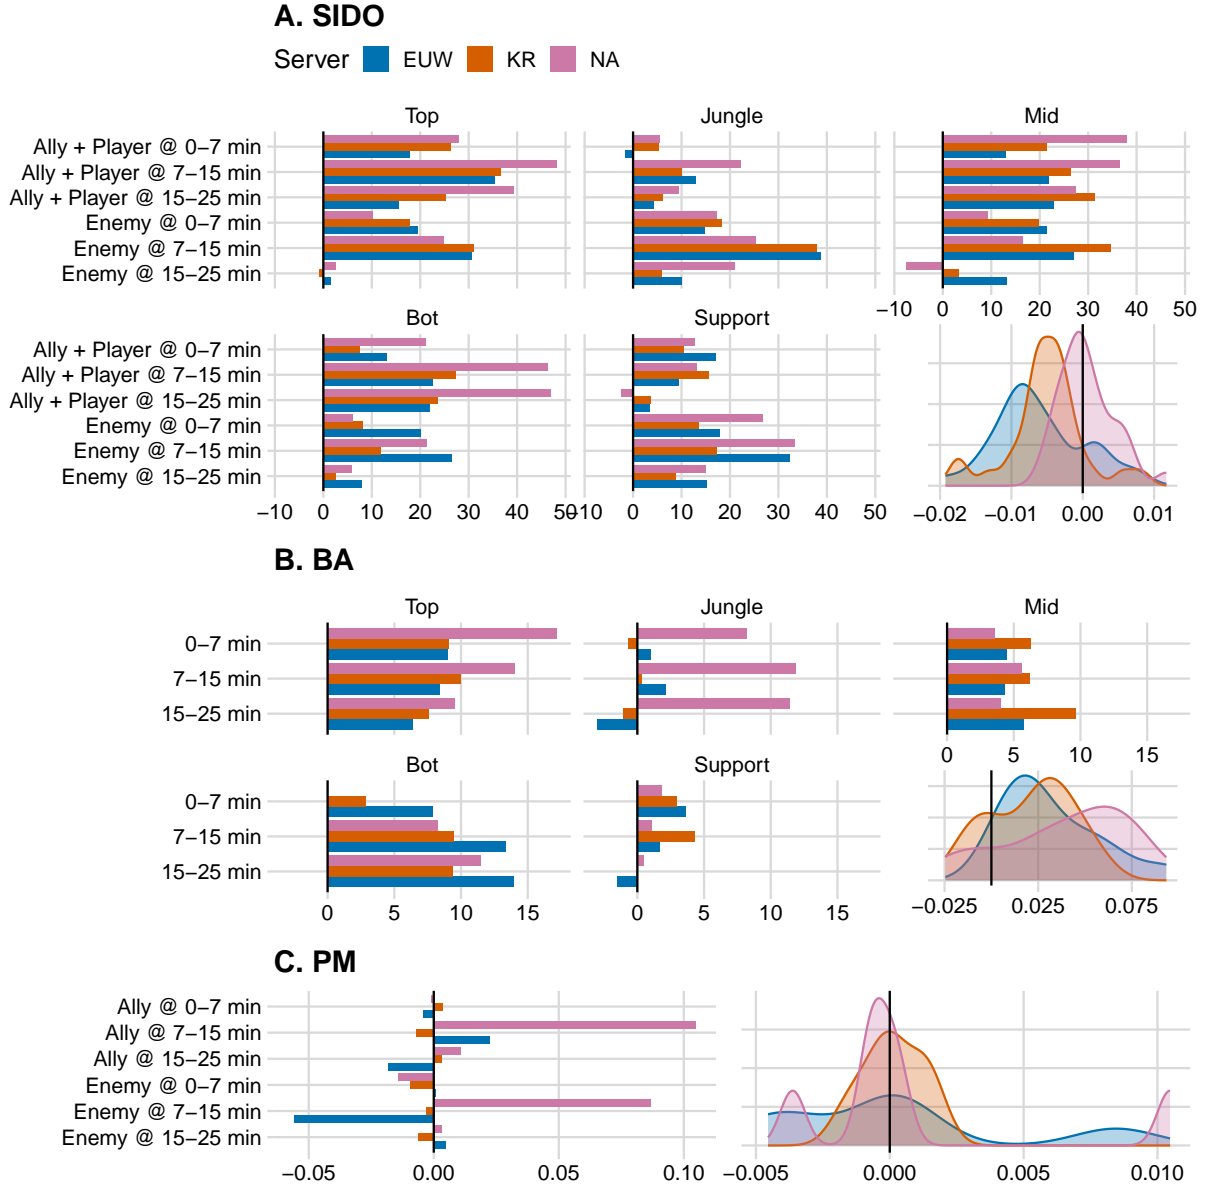 A. SIDO
Server EUW KR NA
Top Jungle Mid
Ally + Player @ 0−7 min
Ally + Player @ 7−15 min
Ally + Player @ 15−25 min
Enemy @ 0−7 min
Enemy @ 7−15 min
Enemy @ 15−25 min
−10 0 10 20 30 40 50
Bot Support
Ally + Player @ 0−7 min
Ally + Player @ 7−15 min
Ally + Player @ 15−25 min
Enemy @ 0−7 min
Enemy @ 7−15 min
Enemy @ 15−25 min
−10 0 10 20 30 40 50 −10 0 10 20 30 40 50 −0.02 −0.01 0.00 0.01
B. BA
Top Jungle Mid
0−7 min
7−15 min
15−25 min
0 5 10 15
Bot Support
0−7 min
7−15 min
15−25 min
0 5 10 15 0 5 10 15 −0.025 0.025 0.075
C. PM
Ally @ 0−7 min
Ally @ 7−15 min
Ally @ 15−25 min
Enemy @ 0−7 min
Enemy @ 7−15 min
Enemy @ 15−25 min
−0.05 0.00 0.05 0.10 −0.005 0.000 0.005 0.010